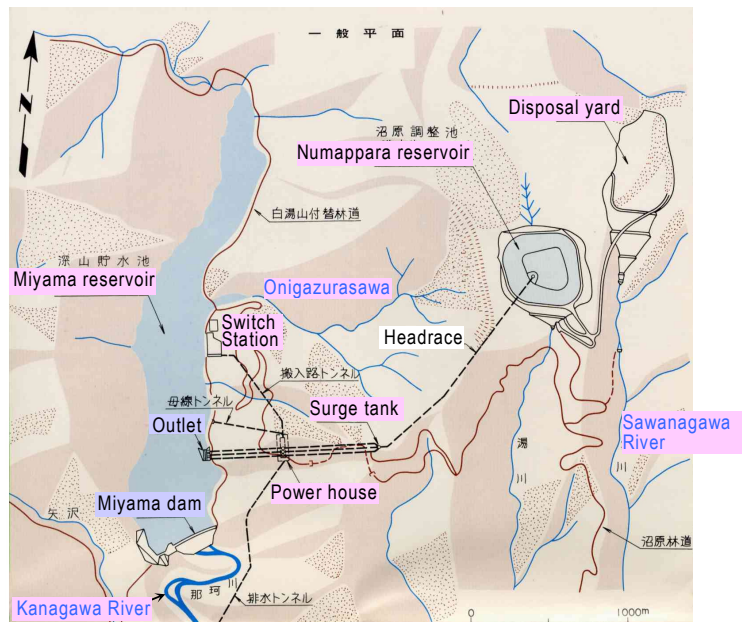 一般平面
N
Disposal yard
沼原調整池
Numappara reservoir
白湯山付替林道
深山貯水池
Miyama reservoir
Onigazurasawa
Switch
Station
Headrace
搬入路トンネル
母線トンネル
Surge tank
Outlet
Sawanagawa
River
湯川
川
Power house
Miyama dam
矢沢
沼原林道
那珂川
Kanagawa River
排水トンネル
0 1000m